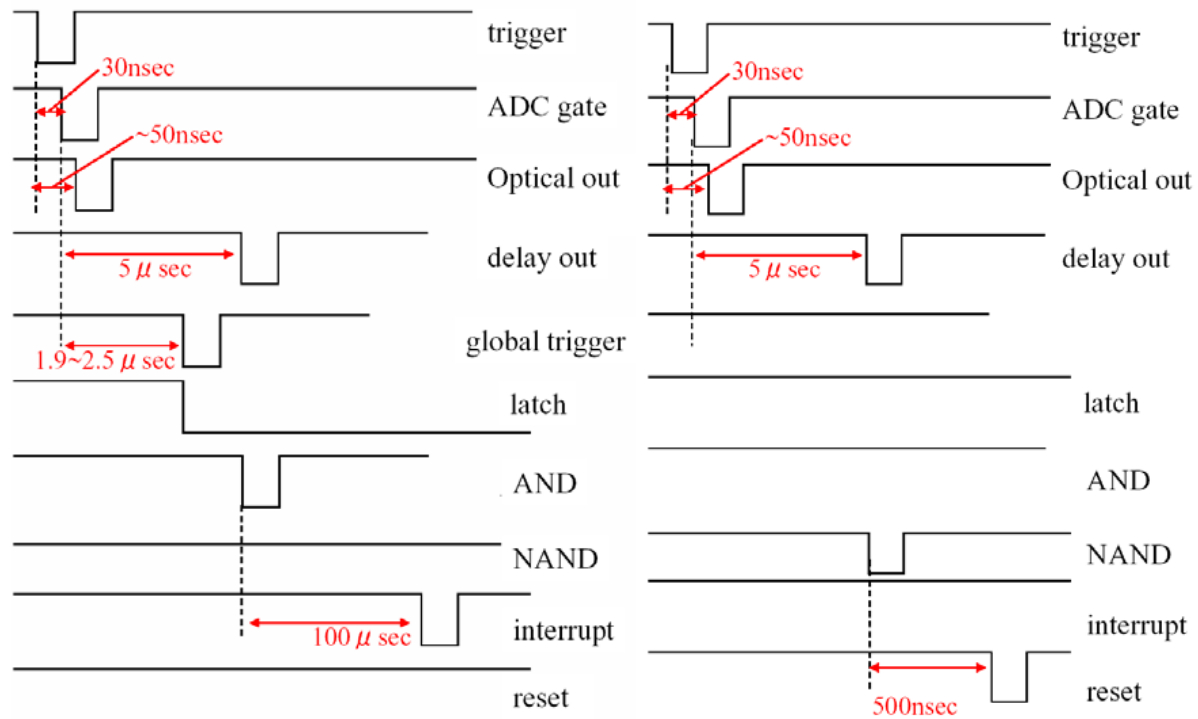 trigger
30nsec
ADC gate
~50nsec
Optical out
5 μ sec
delay out
global trigger
1.9~2.5 μ sec
latch
AND
NAND
100 μ sec
interrupt
reset
trigger
30nsec
ADC gate
~50nsec
Optical out
5 μ sec
delay out
latch
AND
NAND
interrupt
500nsec
reset